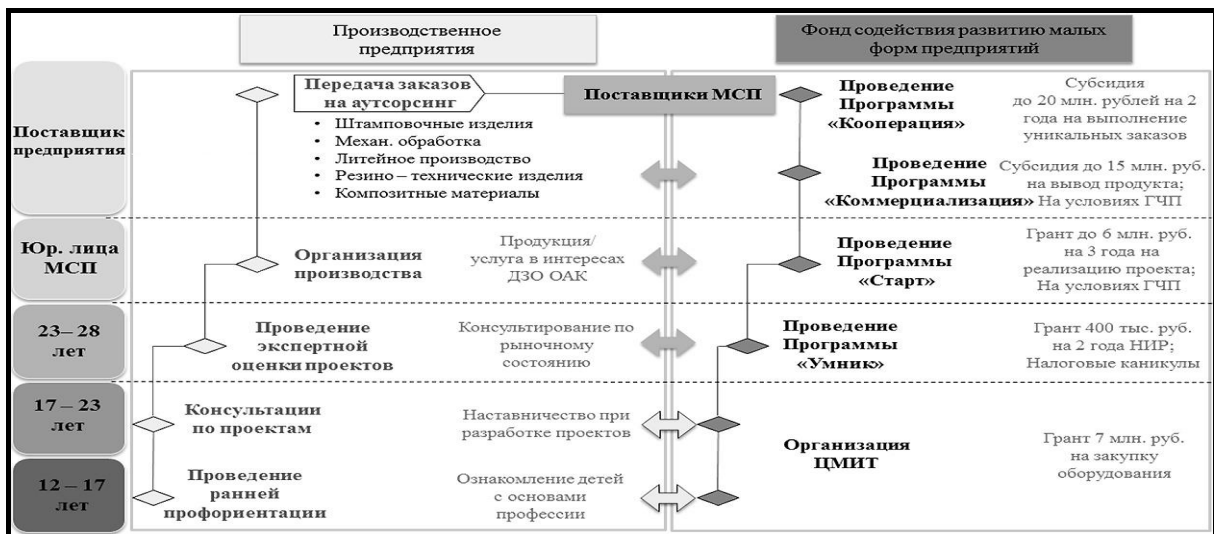 Производственное
предприятия
Фонд содействия развитию малых
форм предприятий
Поставщик
предприятия
Передача заказов
на аутсорсинг
• Штамповочные изделия
• Механ. обработка
• Литейное производство
• Резино – технические изделия
• Композитные материалы
Поставщики МСП
Проведение
Программы
«Кооперация»
Субсидия
до 20 млн. рублей на 2
года на выполнение
уникальных заказов
Проведение
Программы
«Коммерциализация»
Субсидия до 15 млн. руб.
на вывод продукта;
На условиях ГЧП
Юр. лица
МСП
Организация
производства
Продукция/
услуга в интересах
ДЗО ОАК
Проведение
Программы
«Старт»
Грант до 6 млн. руб.
на 3 года на
реализацию проекта;
На условиях ГЧП
23– 28
лет
Проведение
экспертной
оценки проектов
Консультирование по
рыночному
состоянию
Проведение
Программы
«Умник»
Грант 400 тыс. руб.
на 2 года НИР;
Налоговые каникулы
17 – 23
лет
Консультации
по проектам
Наставничество при
разработке проектов
Организация
ЦМИТ
Грант 7 млн. руб.
на закупку
оборудования
12 – 17
лет
Проведение
ранней
профориентации
Ознакомление детей
с основами
профессии